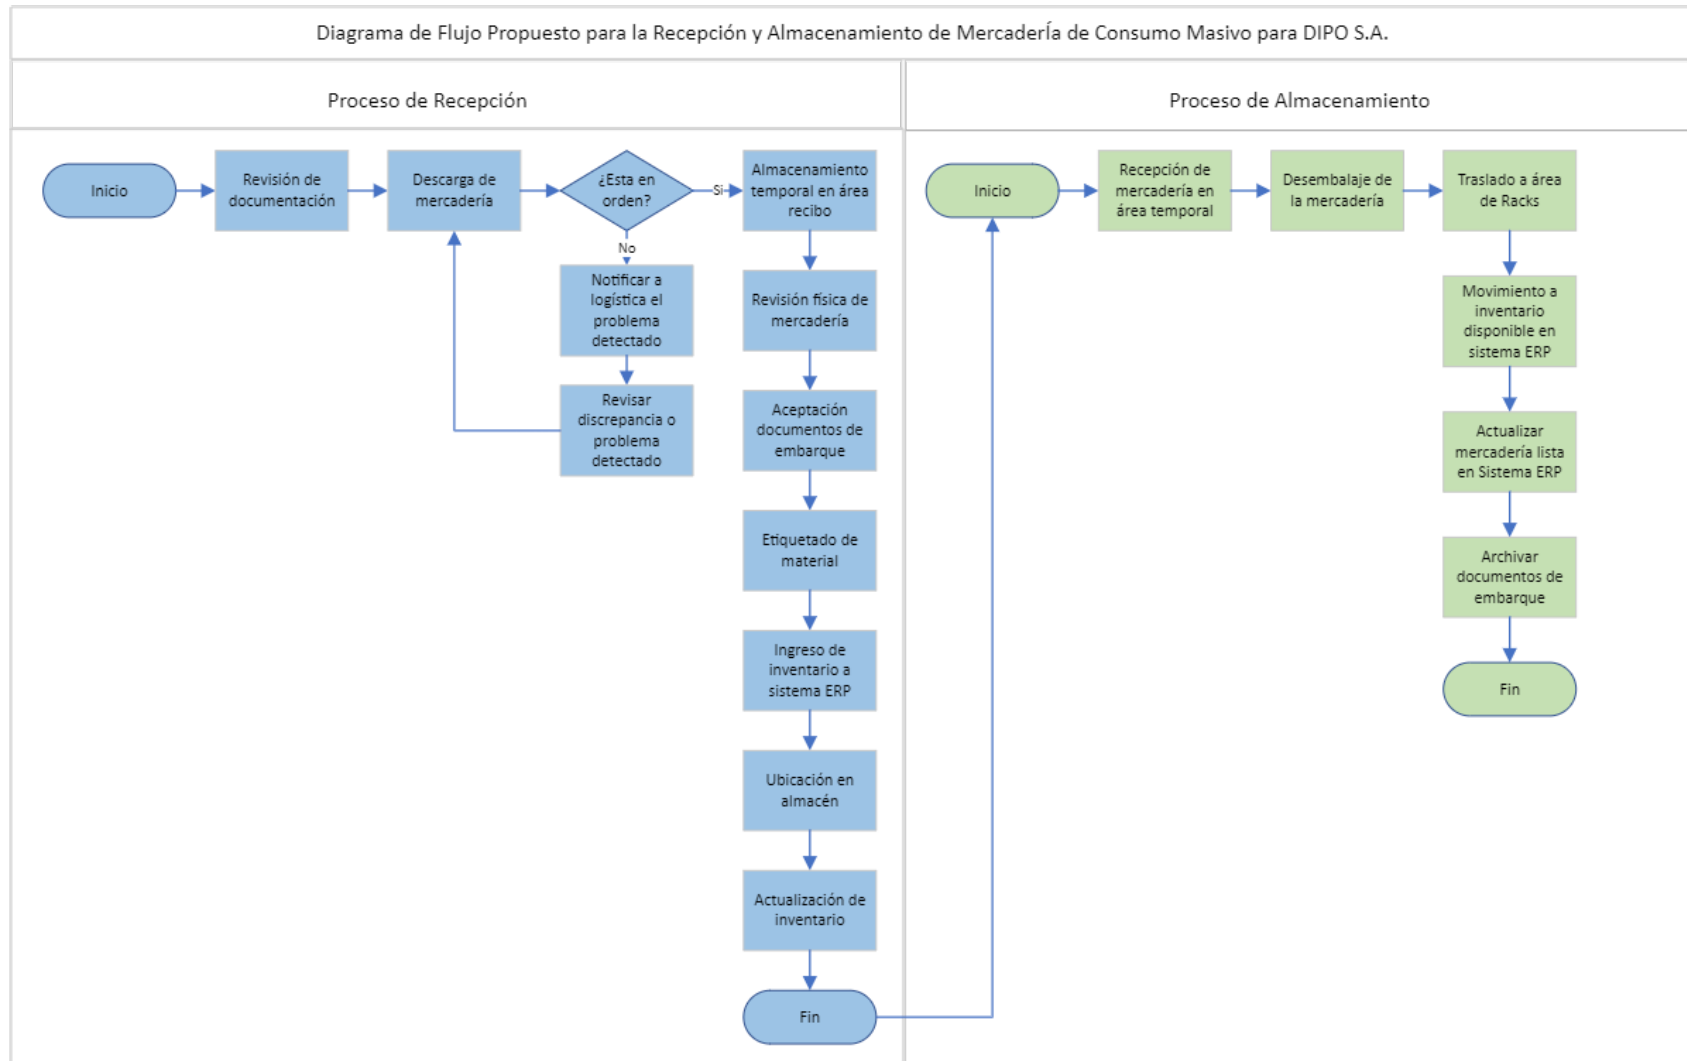 Diagrama de Flujo Propuesto para la Recepción y Almacenamiento de MercaderÍa de Consumo Masivo para DIPO S.A.
Proceso de Recepción
Inicio
Revisión de
documentación
Descarga de
mercadería
¿Esta en
orden?
Si
Almacenamiento
temporal en área
recibo
No
Notificar a
logística el
problema
detectado
Revisar
discrepancia o
problema
detectado
Revisión física de
mercadería
Aceptación
documentos de
embarque
Etiquetado de
material
Ingreso de
inventario a
sistema ERP
Ubicación en
almacén
Actualización de
inventario
Fin
Proceso de Almacenamiento
Inicio
Recepción de
mercadería en
área temporal
Desembalaje de
la mercadería
Traslado a área
de Racks
Movimiento a
inventario
disponible en
sistema ERP
Actualizar
mercadería lista
en Sistema ERP
Archivar
documentos de
embarque
Fin